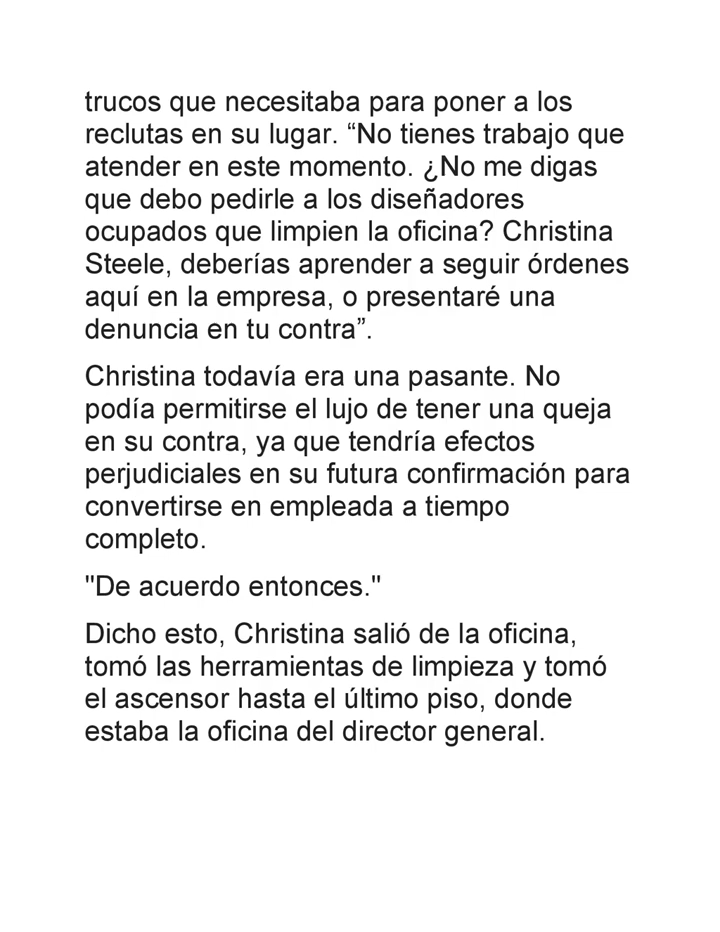 trucos que necesitaba para poner a los
reclutas en su lugar. “No tienes trabajo que
atender en este momento. ¿No me digas
que debo pedirle a los diseñadores
ocupados que limpien la oficina? Christina
Steele, deberías aprender a seguir órdenes
aquí en la empresa, o presentaré una
denuncia en tu contra”.
Christina todavía era una pasante. No
podía permitirse el lujo de tener una queja
en su contra, ya que tendría efectos
perjudiciales en su futura confirmación para
convertirse en empleada a tiempo
completo.
"De acuerdo entonces."
Dicho esto, Christina salió de la oficina,
tomó las herramientas de limpieza y tomó
el ascensor hasta el último piso, donde
estaba la oficina del director general.